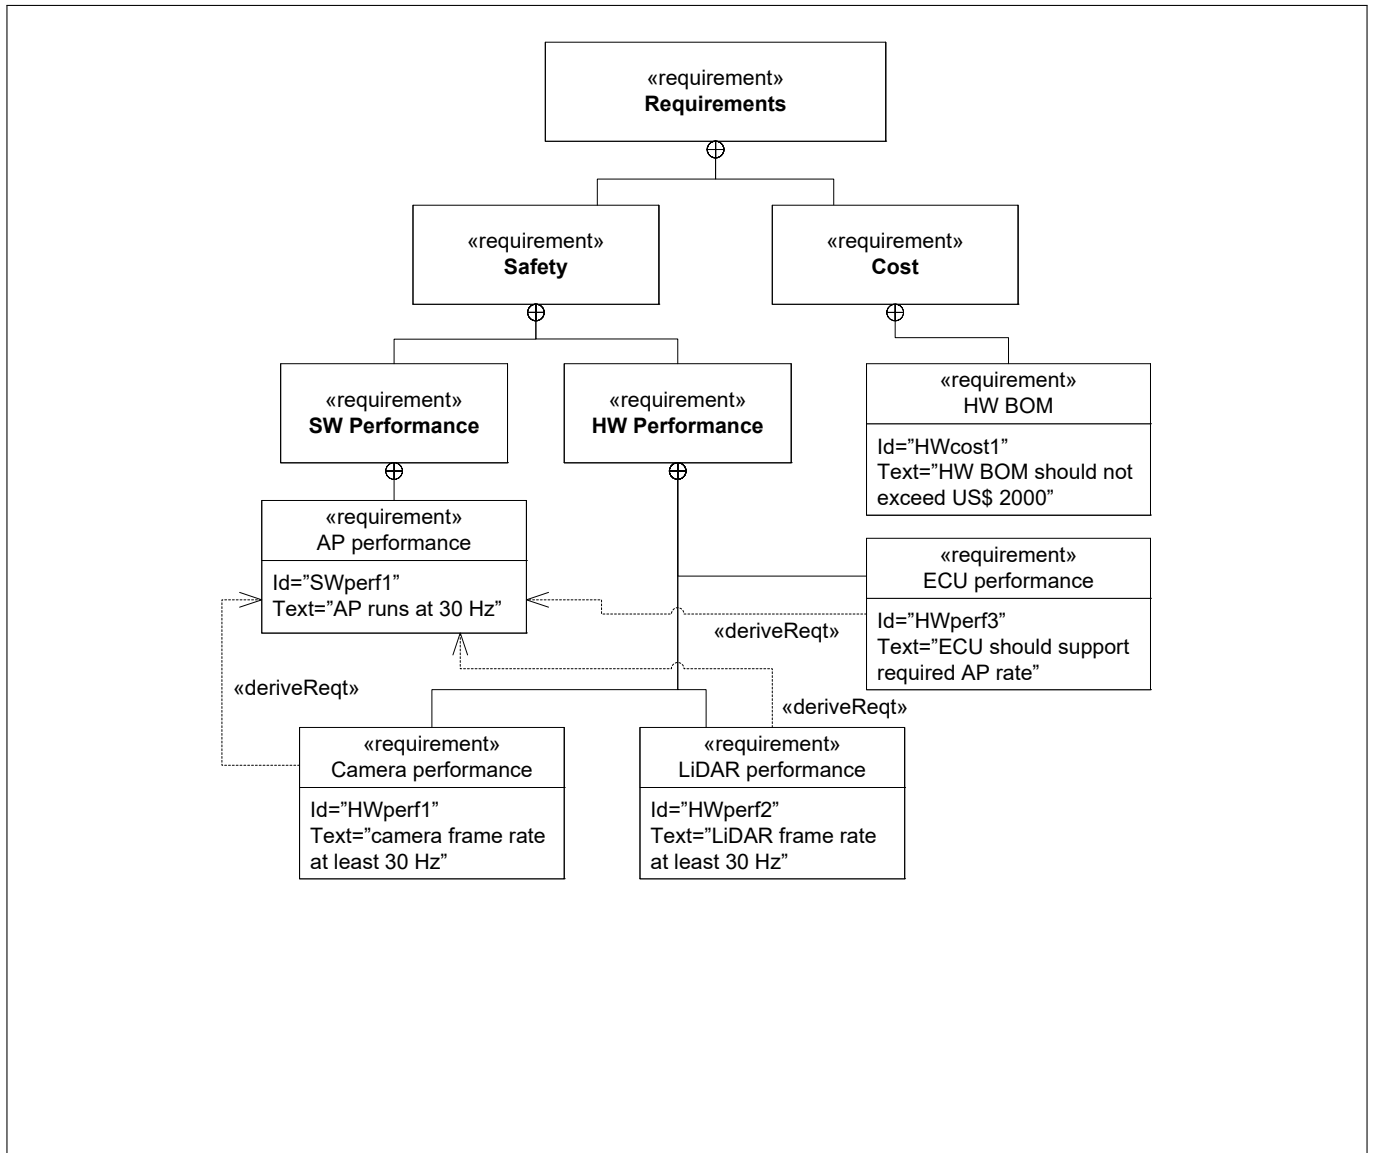 «requirement»
Requirements
«requirement»
Safety
«requirement»
Cost
«requirement»
SW Performance
«requirement»
HW Performance
«requirement»
HW BOM
Id=”HWcost1”
Text=”HW BOM should not
exceed US$ 2000”
«requirement»
AP performance
Id=”SWperf1”
Text=”AP runs at 30 Hz”
«requirement»
ECU performance
Id=”HWperf3”
Text=”ECU should support
required AP rate”
«deriveReqt»
«deriveReqt»
«deriveReqt»
«requirement»
Camera performance
Id=”HWperf1”
Text=”camera frame rate
at least 30 Hz”
«requirement»
LiDAR performance
Id=”HWperf2”
Text=”LiDAR frame rate
at least 30 Hz”